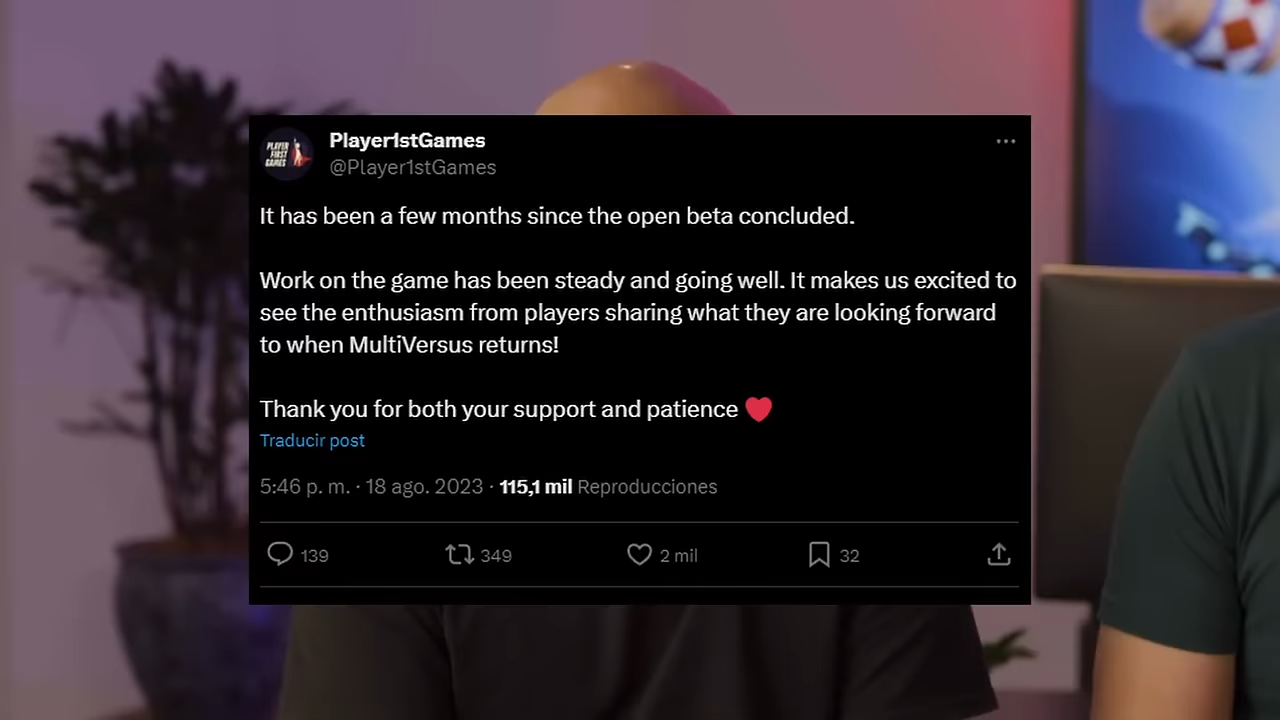 PLAYER
FIRST
GAMES
Player1stGames
@Player1stGames
It has been a few months since the open beta concluded.
Work on the game has been steady and going well. It makes us excited to
see the enthusiasm from players sharing what they are looking forward
to when MultiVersus returns!
Thank you for both your support and patience ❤️
Traducir post
5:46 p. m. · 18 ago. 2023 · 115,1 mil Reproducciones
139 349 2 mil 32